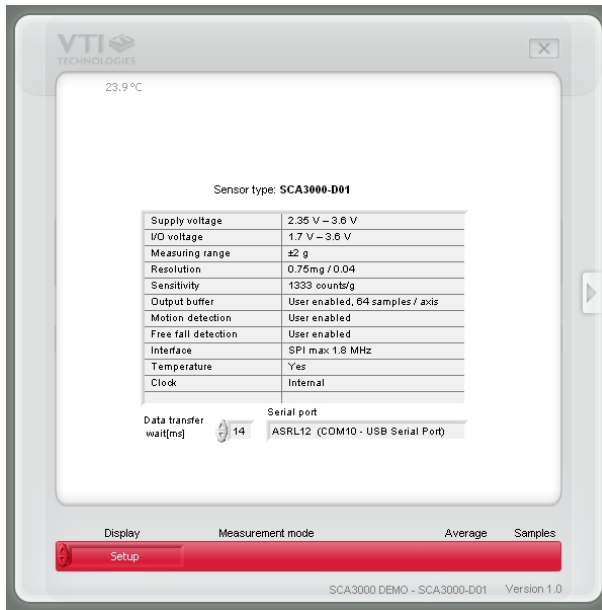 VTI
TECHNOLOGIES
23.9 °C
Sensor type: SCA3000-D01
Supply voltage 2.35 V – 3.6 V
I/O voltage 1.7 V – 3.6 V
Measuring range ±2 g
Resolution 0.75mg / 0.04
Sensitivity 1333 counts/g
Output buffer User enabled, 64 samples / axis
Motion detection User enabled
Free fall detection User enabled
Interface SPI max 1.8 MHz
Temperature Yes
Clock Internal
Data transfer
wait[ms] 14
Serial port
ASRL12 (COM10 - USB Serial Port)
Display Measurement mode Average Samples
Setup
SCA3000 DEMO - SCA3000-D01 Version 1.0